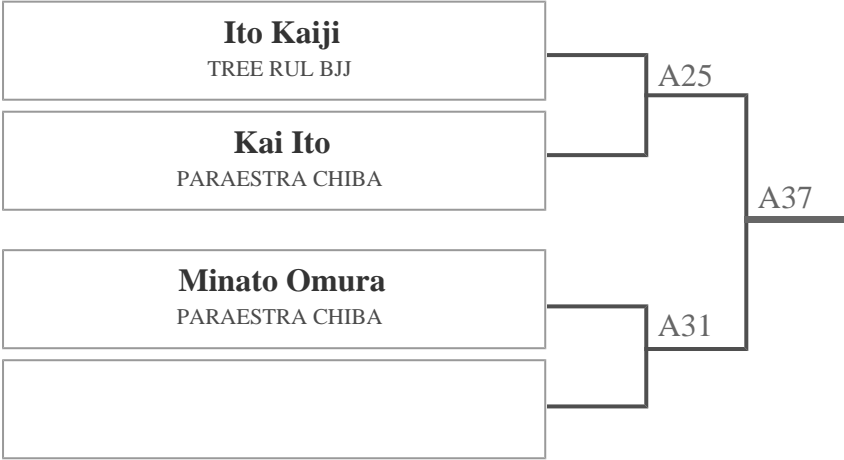 Ito Kaiji
TREE RUL BJJ
A25
Kai Ito
PARAESTRA CHIBA
A37
Minato Omura
PARAESTRA CHIBA
A31